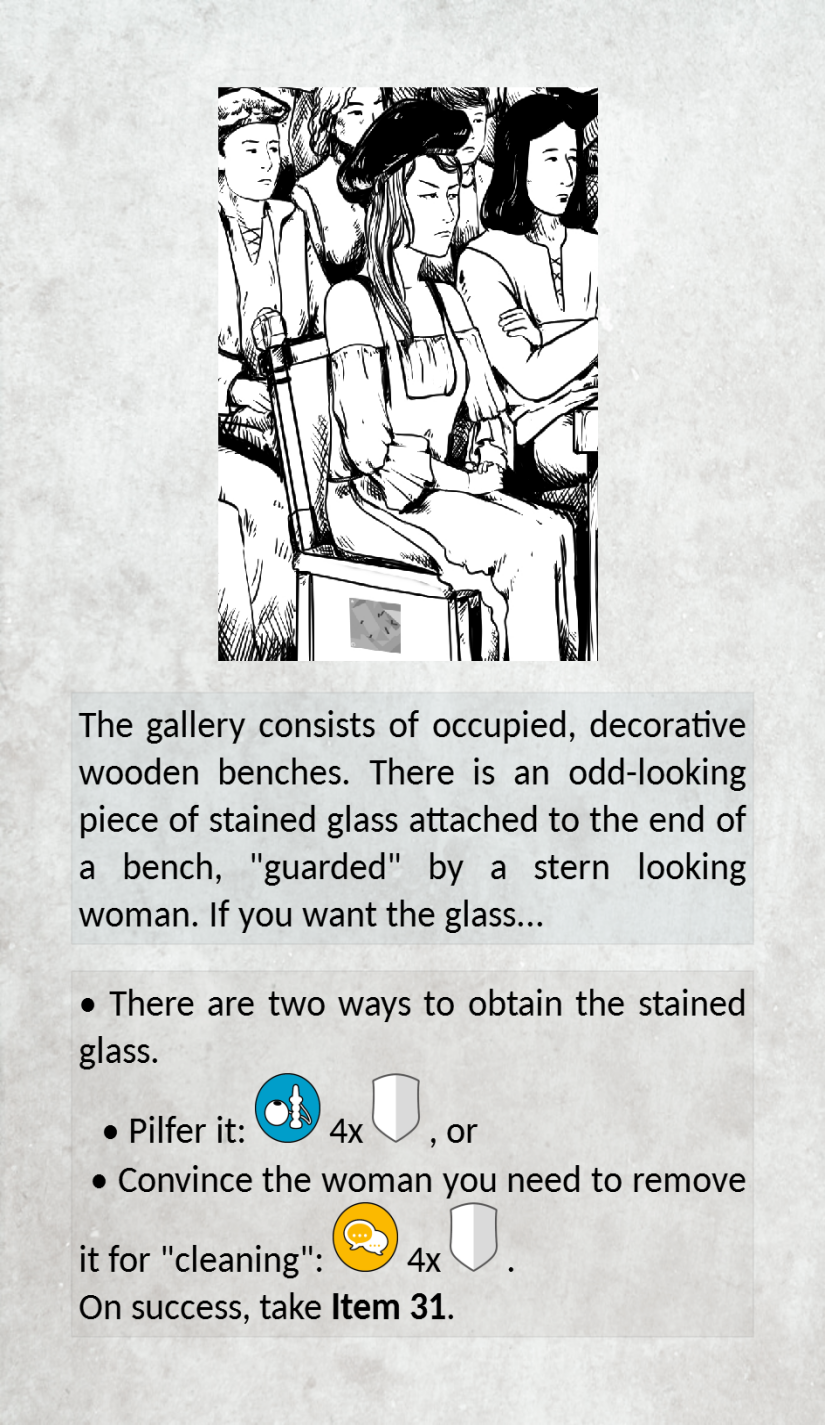 The gallery consists of occupied, decorative
wooden benches. There is an odd-looking
piece of stained glass attached to the end of
a bench, "guarded" by a stern looking
woman. If you want the glass...
• There are two ways to obtain the stained
glass.
• Pilfer it: 4x , or
• Convince the woman you need to remove
it for "cleaning": 4x .
On success, take Item 31.